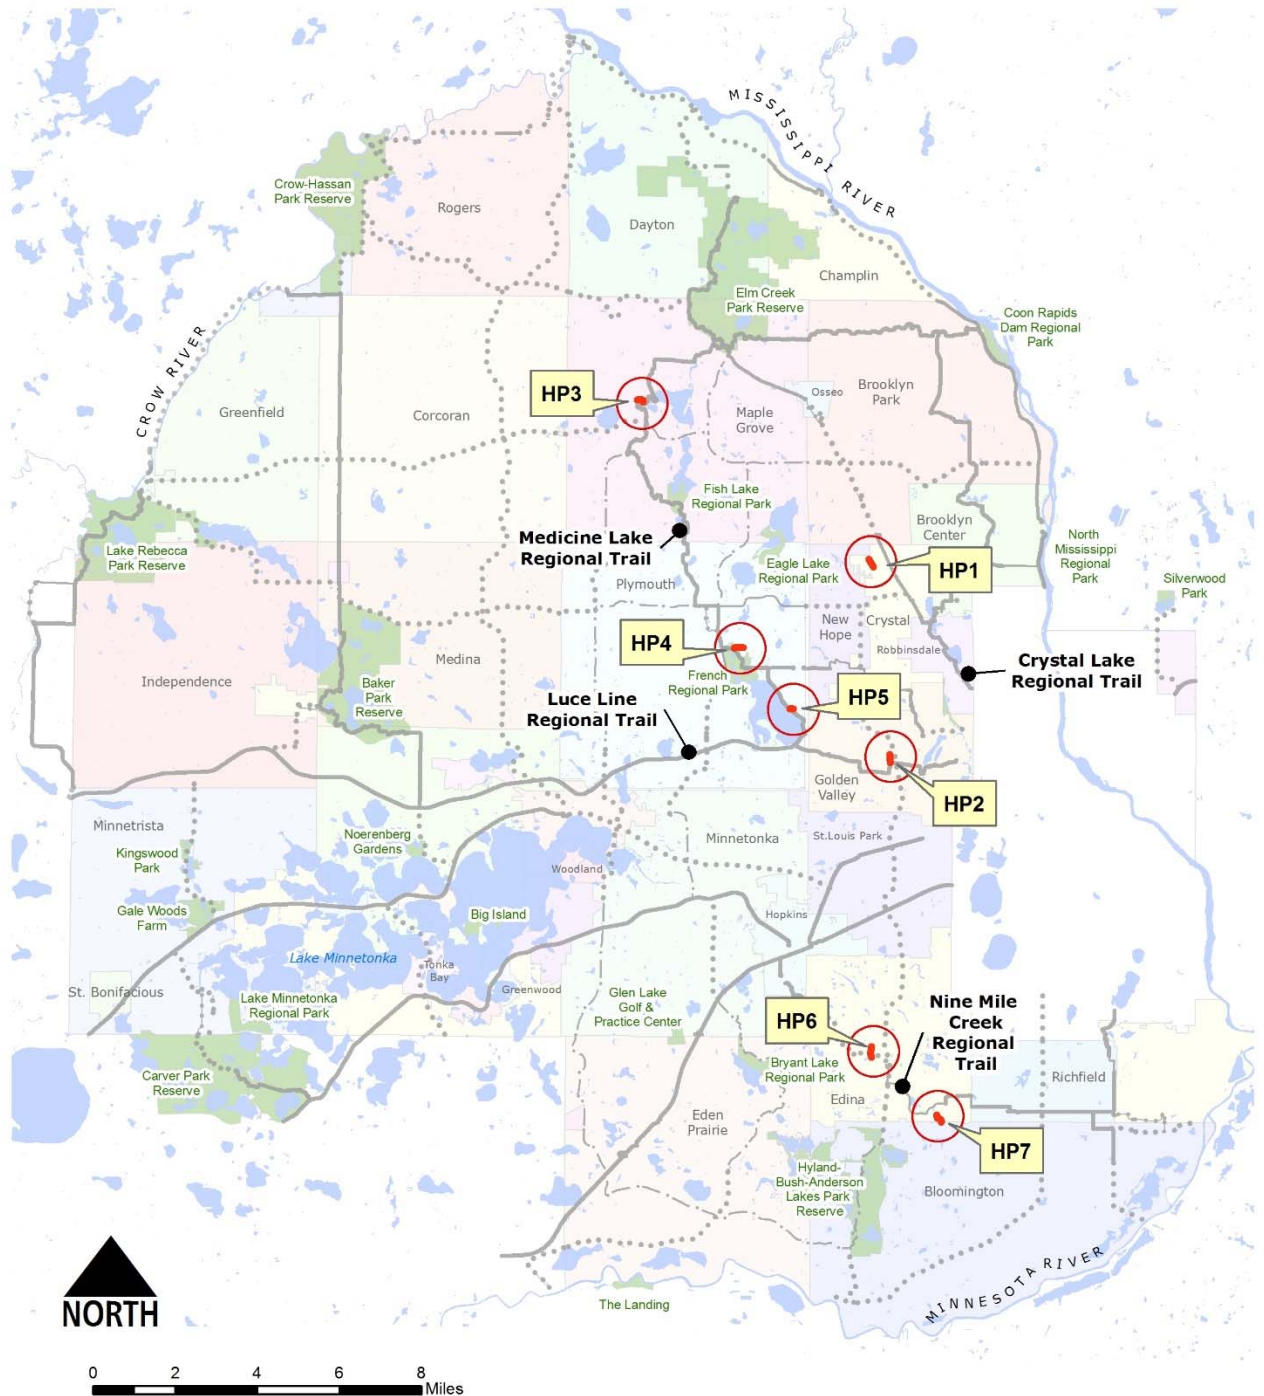 MISSISSIPPI RIVER
Crow-Hassan
Park Reserve
Rogers
Dayton
Champlin
Elm Creek
Park Reserve
Coon Rapids
Dam Regional
Park
CROW RIVER
HP3
Greenfield
Corcoran
Maple
Grove
Osseo
Brooklyn
Park
Fish Lake
Regional Park
Medicine Lake
Regional Trail
Brooklyn
Center
North
Mississippi
Regional
Park
Lake Rebecca
Park Reserve
Eagle Lake
Regional Park
HP1
Silverwood
Park
Plymouth
New
Hope
Crystal
Robbinsdale
HP4
Medina
Independence
Baker
Park
Reserve
French
Regional Park
Crystal Lake
Regional Trail
Luce Line
Regional Trail
HP5
Golden
Valley
HP2
Minnetrista
Kingswood
Park
Noerenberg
Gardens
Minnetonka
St.Louis Park
Woodland
Gale Woods
Farm
Big Island
Hopkins
Lake Minnetonka
Tonka
Bay
Greenwood
St. Bonifacious
Lake Minnetonka
Regional Park
Glen Lake
Golf &
Practice Center
HP6
Nine Mile
Creek
Regional
Trail
Carver Park
Reserve
Bryant Lake
Regional Park
Edina
Richfield
Eden
Prairie
HP7
Hyland-
Bush-Anderson
Lakes Park
Reserve
Bloomington
MINNESOTA RIVER
The Landing
NORTH
0 2 4 6 8
Miles